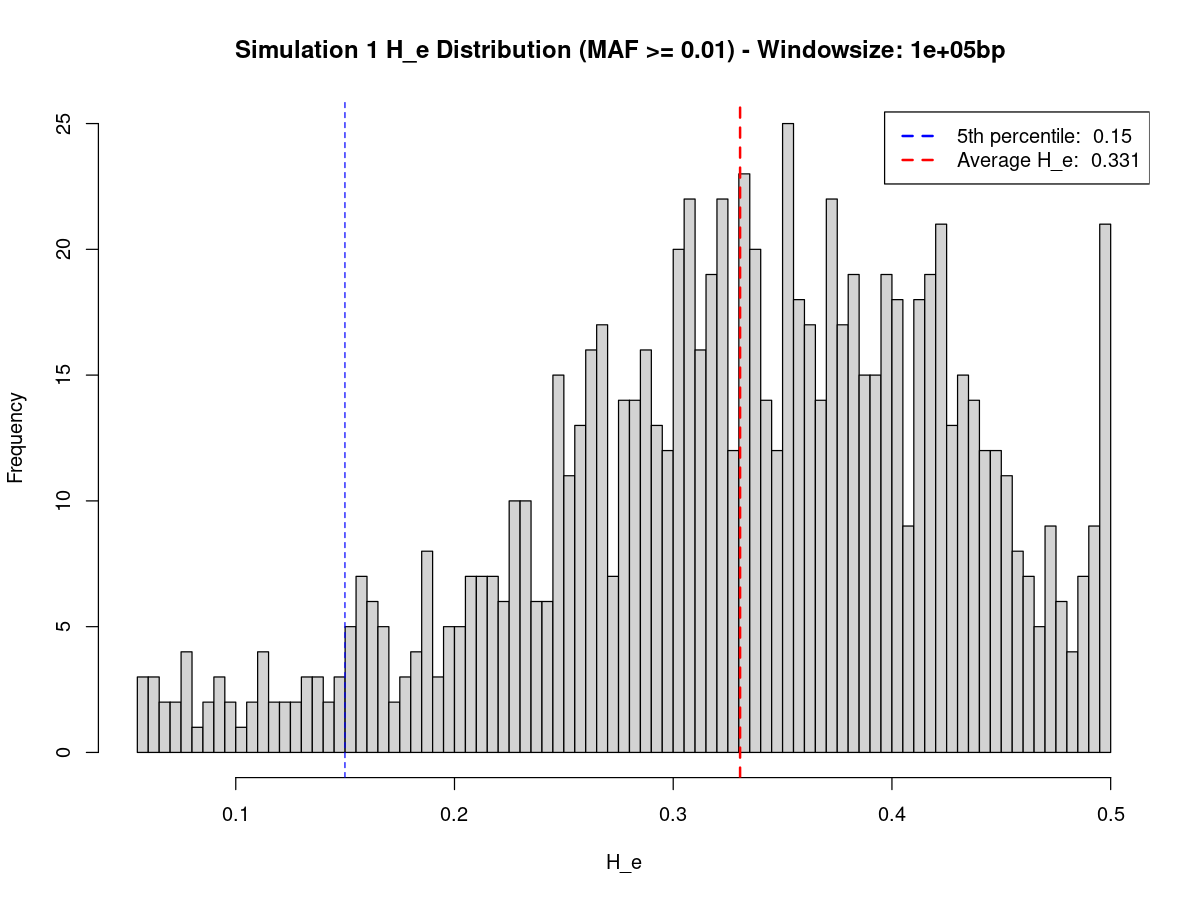 Simulation 1 H_e Distribution (MAF >= 0.01) - Windowsize: 1e+05bp
5th percentile: 0.15
Average H_e: 0.331
Frequency
25
20
15
10
5
0
0.1 0.2 0.3 0.4 0.5
H_e